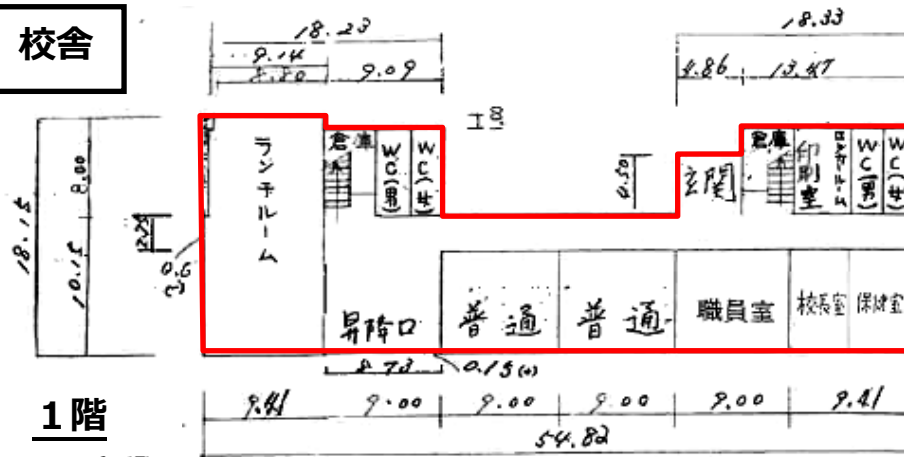 校舎
18.23
9.14
8.80
9.09
18.33
4.86
13.47
ランチルーム
倉庫
WC(男)
WC(女)
4.50
玄関
倉庫
印刷室
WC(男)
WC(女)
18.15
8.00
10.15
昇降口
普通
普通
職員室
校長室
保健室
8.73
0.15
1階
9.41
9.00
9.00
9.00
9.00
9.41
54.82